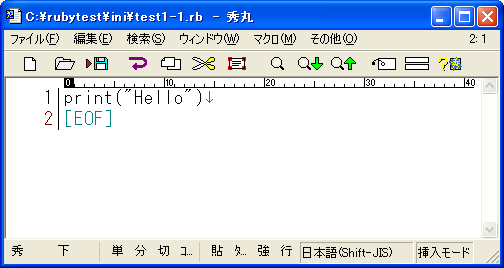 C:¥rubytest¥ini¥test1-1.rb - 秀丸
ファイル(F) 編集(E) 検索(S) ウィンドウ(W) マクロ(M) その他(O) 2:1
0 10 20 30 40
1 print("Hello")↓
2 [EOF]
秀 下 単 分 切 コ... 貼 タ... 強 行 日本語(Shift-JIS) 挿入モード